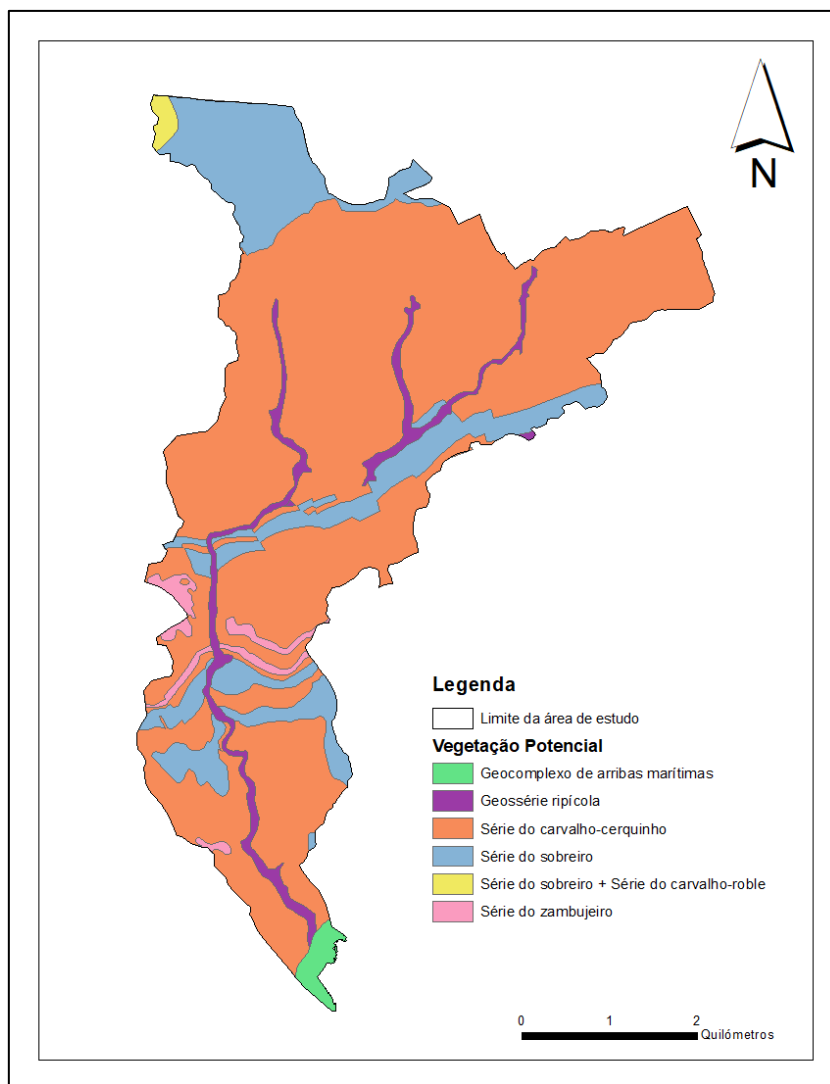 N
Legenda
Limite da área de estudo
Vegetação Potencial
Geocomplexo de arribas marítimas
Geossérie ripícola
Série do carvalho-cerquinho
Série do sobreiro
Série do sobreiro + Série do carvalho-roble
Série do zambujeiro
0 1 2
Quilómetros